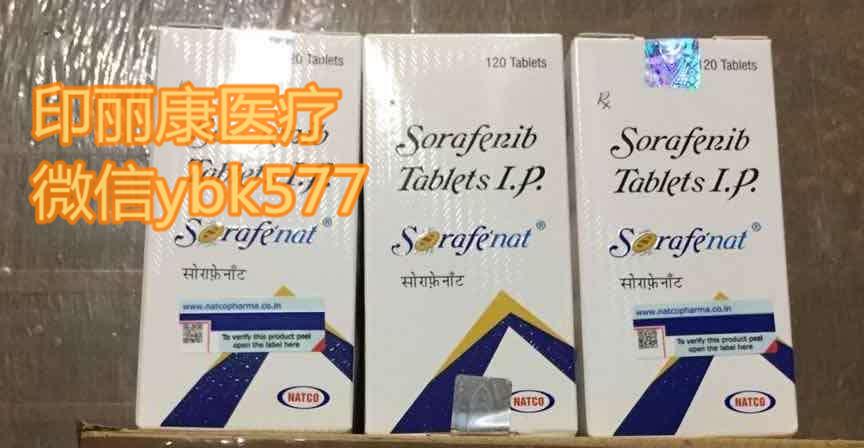 印丽康医疗
微信ybk577
120 Tablets
Sorafenib
Tablets I.P.
Sorafenat®
सोराफ़ेनॉट
www.natcopharma.co.in
To verify this product peel
open the label here
NATCO
120 Tablets
Sorafenib
Tablets I.P.
Sorafenat®
सोराफ़ेनॉट
NATCO
120 Tablets
Rx
Sorafenib
Tablets I.P.
Sorafenat®
सोराफ़ेनॉट
www.natcopharma.co.in
To verify this product peel
open the label here
NATCO